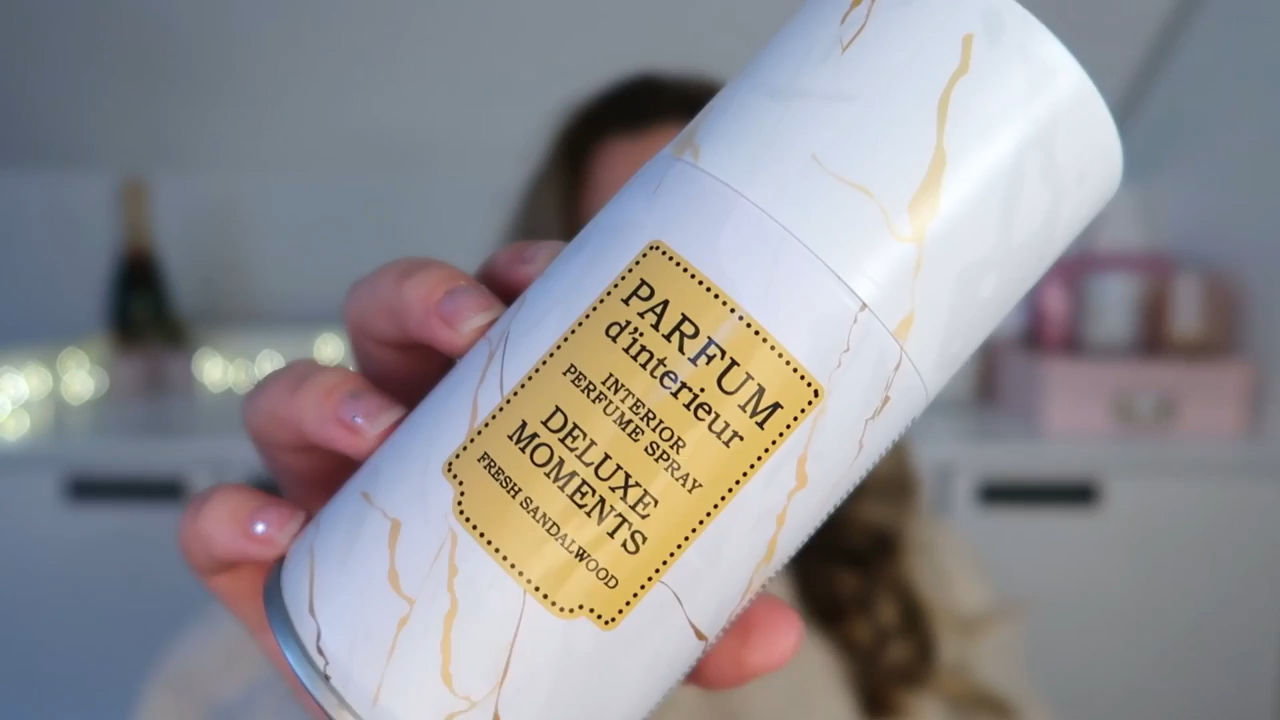 PARFUM
d'interieur
INTERIOR
PERFUME SPRAY
DELUXE
MOMENTS
FRESH SANDALWOOD